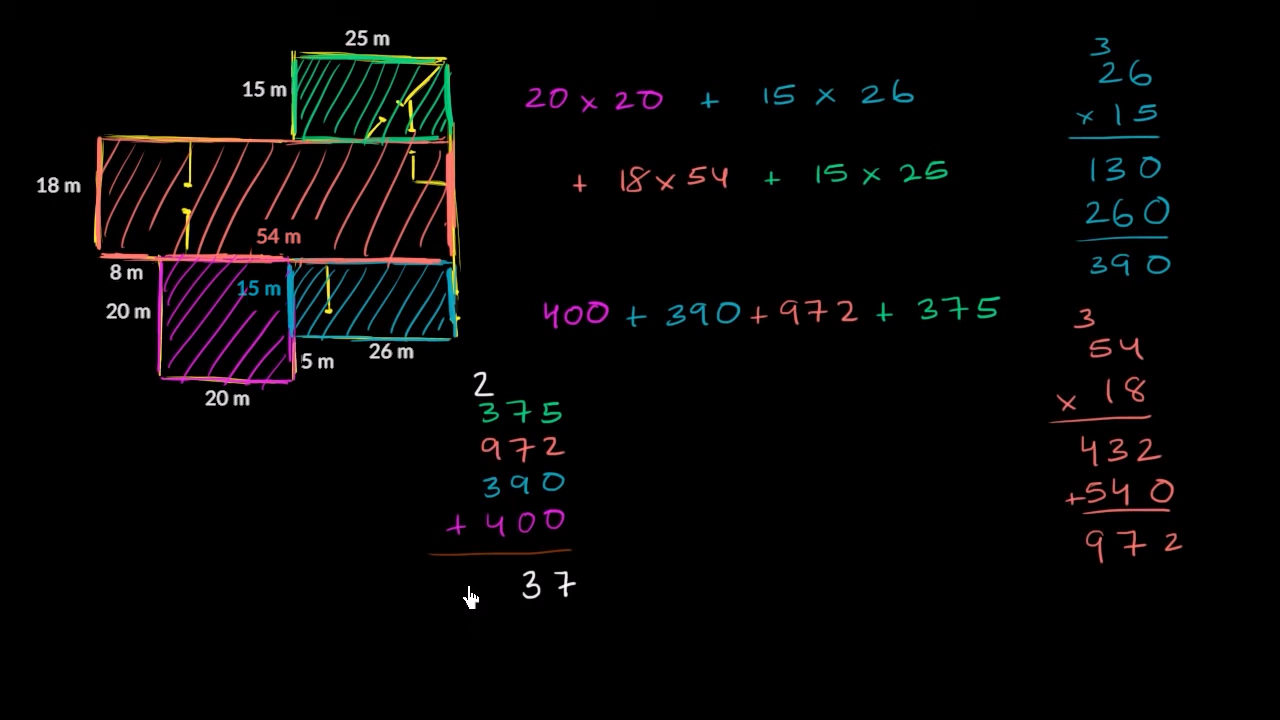 25 m
15 m
18 m
54 m
8 m
15 m
20 m
5 m
26 m
20 m
20 x 20 + 15 x 26
+ 18 x 54 + 15 x 25
400 + 390 + 972 + 375
2
375
972
390
+ 400
37
3
26
x 15
130
260
390
3
54
x 18
432
+540
972